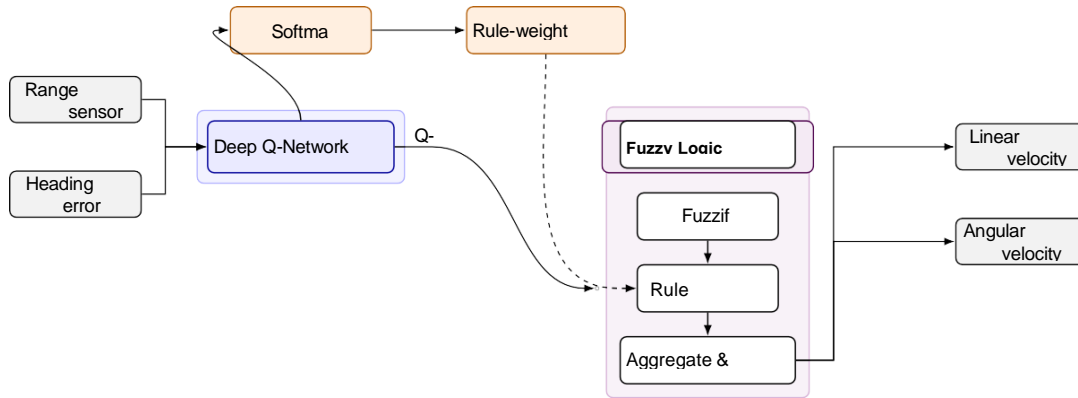 Softma
Rule-weight
Range
sensor
Deep Q-Network
Q-
Heading
error
Fuzzy Logic
Fuzzif
Rule
Aggregate &
Linear
velocity
Angular
velocity